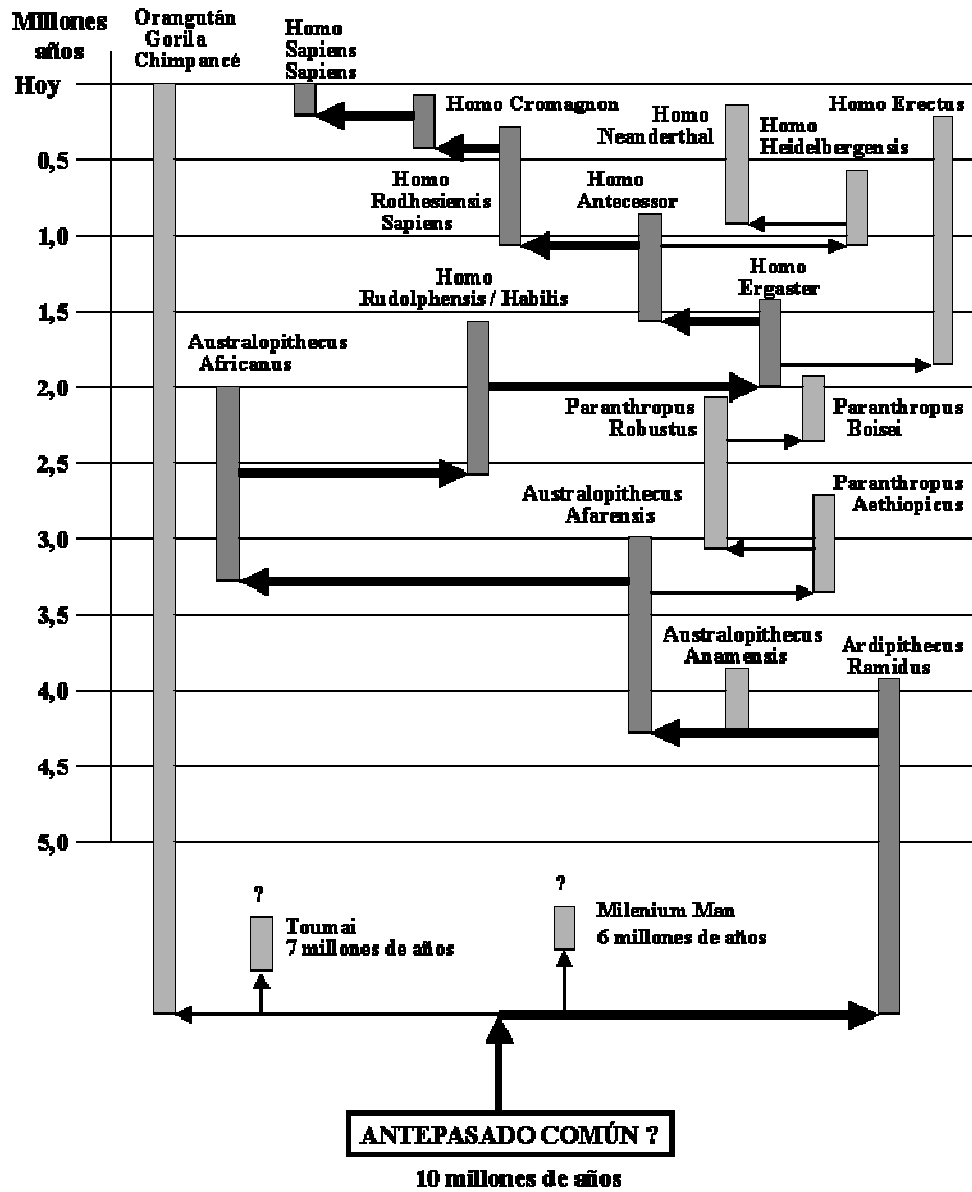 Millones
años
Orangután
Gorila
Chimpancé
Homo
Sapiens
Sapiens
Hoy
Homo Cromagnon
Homo
Neanderthal
Homo
Heidelbergensis
Homo Erectus
0,5
Homo
Rodhesiensis
Sapiens
Homo
Antecessor
1,0
Homo
Rudolphensis / Habilis
Homo
Ergaster
1,5
Australopithecus
Africanus
2,0
Paranthropus
Robustus
Paranthropus
Boisei
2,5
Australopithecus
Afarensis
Paranthropus
Aethiopicus
3,0
3,5
Australopithecus
Anamensis
Ardipithecus
Ramidus
4,0
4,5
5,0
?
Toumai
7 millones de años
?
Milenium Man
6 millones de años
ANTEPASADO COMÚN ?
10 millones de años